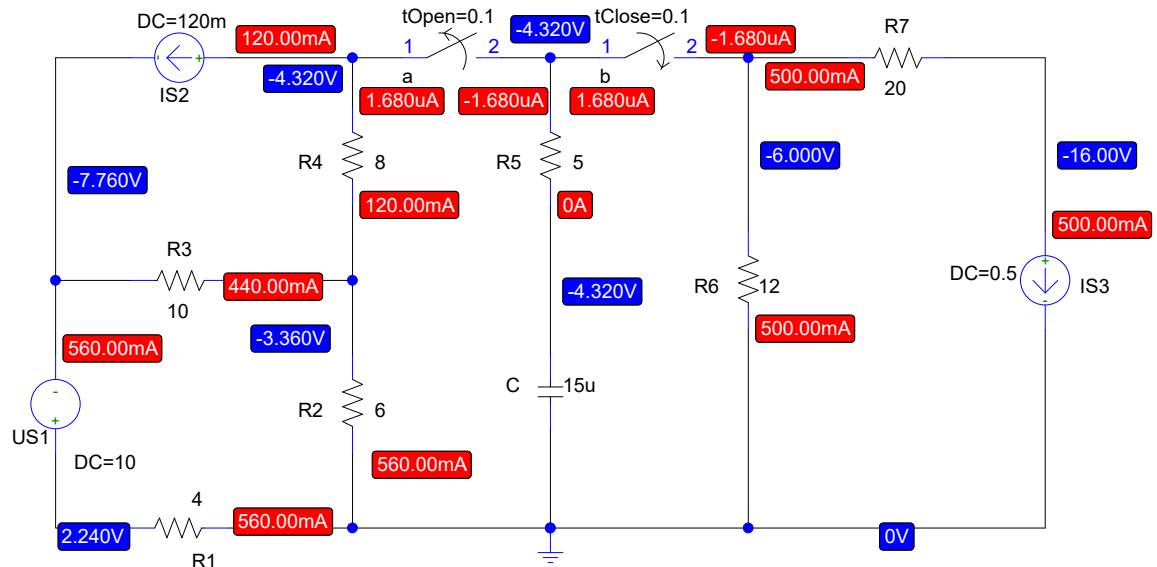 DC=120m
tOpen=0.1
tClose=0.1
R7
120.00mA
-4.320V
-1.680uA
1
2
1
2
-4.320V
500.00mA
IS2
a
b
20
1.680uA
-1.680uA
1.680uA
R4
8
R5
5
-6.000V
-16.00V
-7.760V
120.00mA
0A
500.00mA
R3
440.00mA
-4.320V
R6
12
DC=0.5
+
-
IS3
10
-3.360V
500.00mA
560.00mA
-
+
US1
R2
6
C
15u
DC=10
560.00mA
4
2.240V
560.00mA
0V
R1